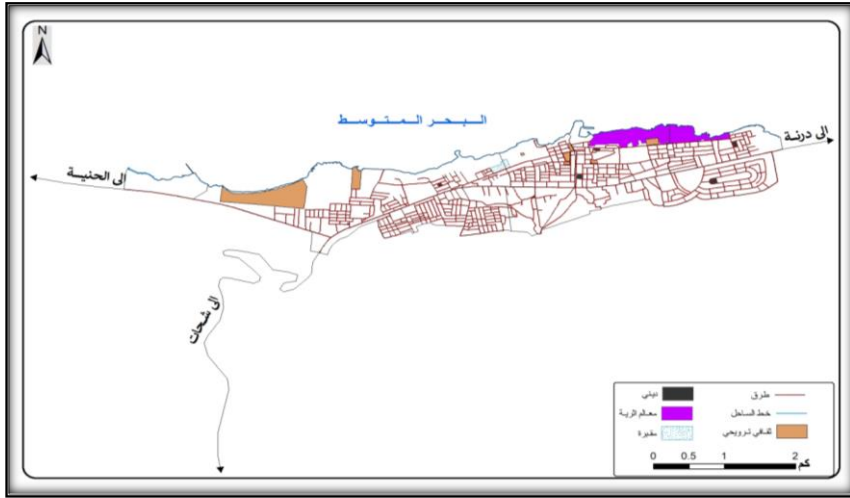 N
البحر المتوسط
الى درنة
الى الحنية
الى شحات
طرق
ديني
خط الساحل
معالم اثرية
ثقافي ترويحي
مقبرة
0 0.5 1 2
كم